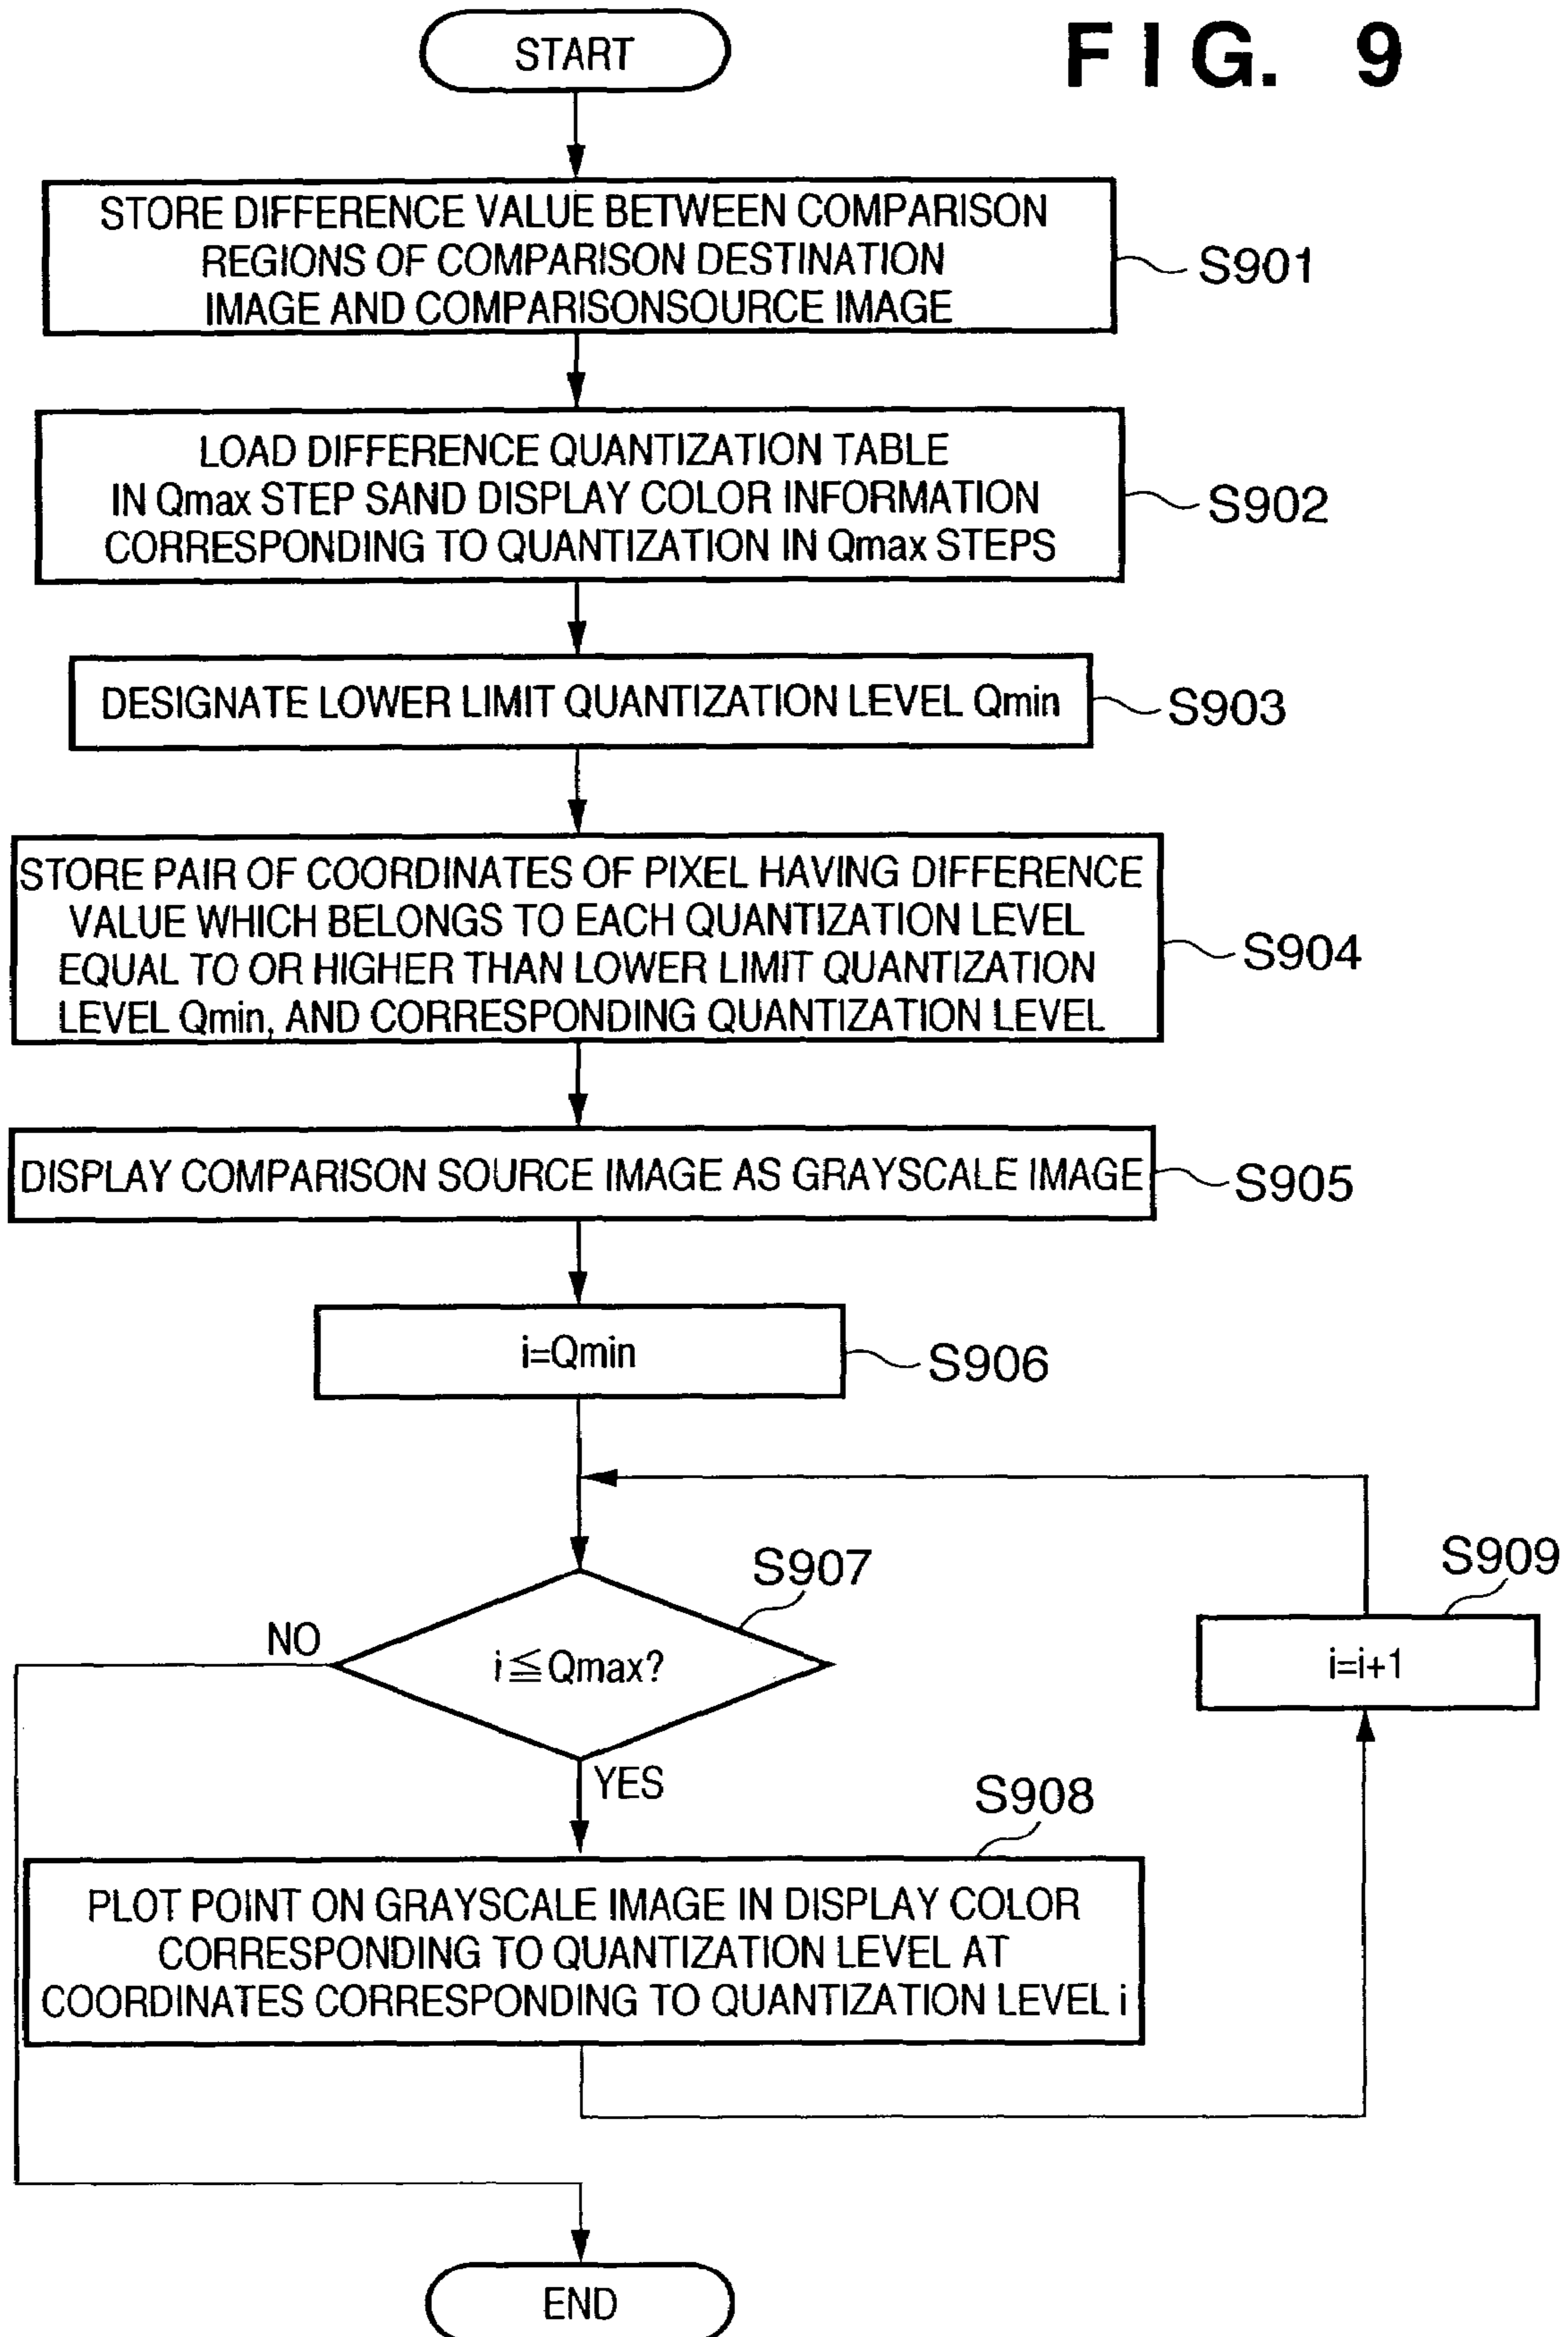 FIG. 9
START
STORE DIFFERENCE VALUE BETWEEN COMPARISON
REGIONS OF COMPARISON DESTINATION
IMAGE AND COMPARISONSOURCE IMAGE
S901
LOAD DIFFERENCE QUANTIZATION TABLE
IN Qmax STEP SAND DISPLAY COLOR INFORMATION
CORRESPONDING TO QUANTIZATION IN Qmax STEPS
S902
DESIGNATE LOWER LIMIT QUANTIZATION LEVEL Qmin
S903
STORE PAIR OF COORDINATES OF PIXEL HAVING DIFFERENCE
VALUE WHICH BELONGS TO EACH QUANTIZATION LEVEL
EQUAL TO OR HIGHER THAN LOWER LIMIT QUANTIZATION
LEVEL Qmin, AND CORRESPONDING QUANTIZATION LEVEL
S904
DISPLAY COMPARISON SOURCE IMAGE AS GRAYSCALE IMAGE
S905
i=Qmin
S906
S907
NO
i≦Qmax?
YES
S909
i=i+1
S908
PLOT POINT ON GRAYSCALE IMAGE IN DISPLAY COLOR
CORRESPONDING TO QUANTIZATION LEVEL AT
COORDINATES CORRESPONDING TO QUANTIZATION LEVEL i
END